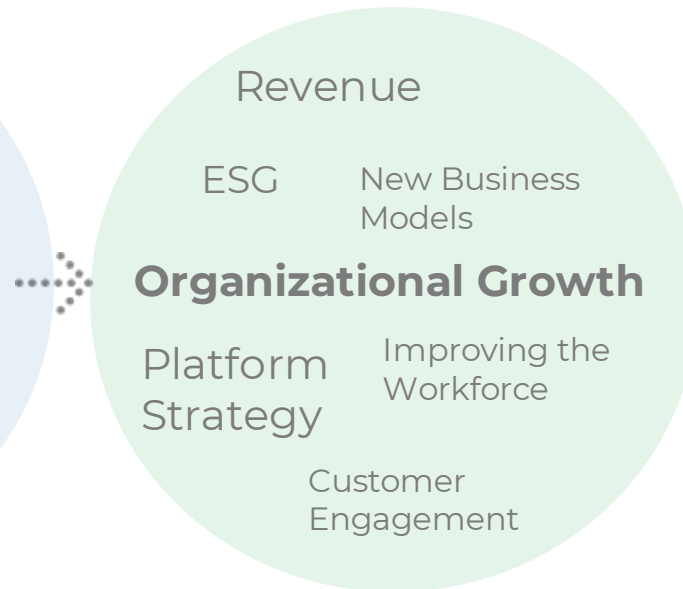 Revenue
ESG
New Business
Models
Organizational Growth
Platform
Strategy
Improving the
Workforce
Customer
Engagement